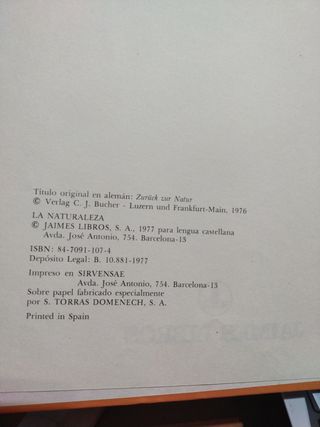 Título original en alemán: Zurück zur Natur
© Verlag C. J. Bucher - Luzern und Frankfurt-Main, 1976
LA NATURALEZA
© JAIMES LIBROS, S. A., 1977 para lengua castellana
Avda. José Antonio, 754. Barcelona-13
ISBN: 84-7091-107-4
Depósito Legal: B. 10.881-1977
Impreso en SIRVENSAE
Avda. José Antonio, 754. Barcelona-13
Sobre papel fabricado especialmente
por S. TORRAS DOMENECH, S. A.
Printed in Spain